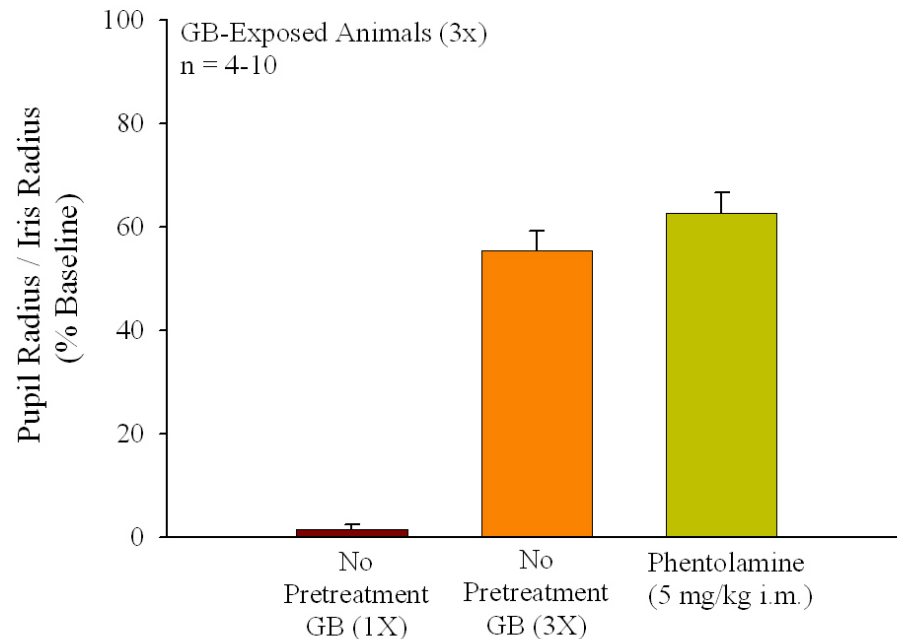 100
GB-Exposed Animals (3x)
n = 4-10
80
60
40
20
0
Pupil Radius / Iris Radius
(% Baseline)
No
Pretreatment
GB (1X)
No
Pretreatment
GB (3X)
Phentolamine
(5 mg/kg i.m.)